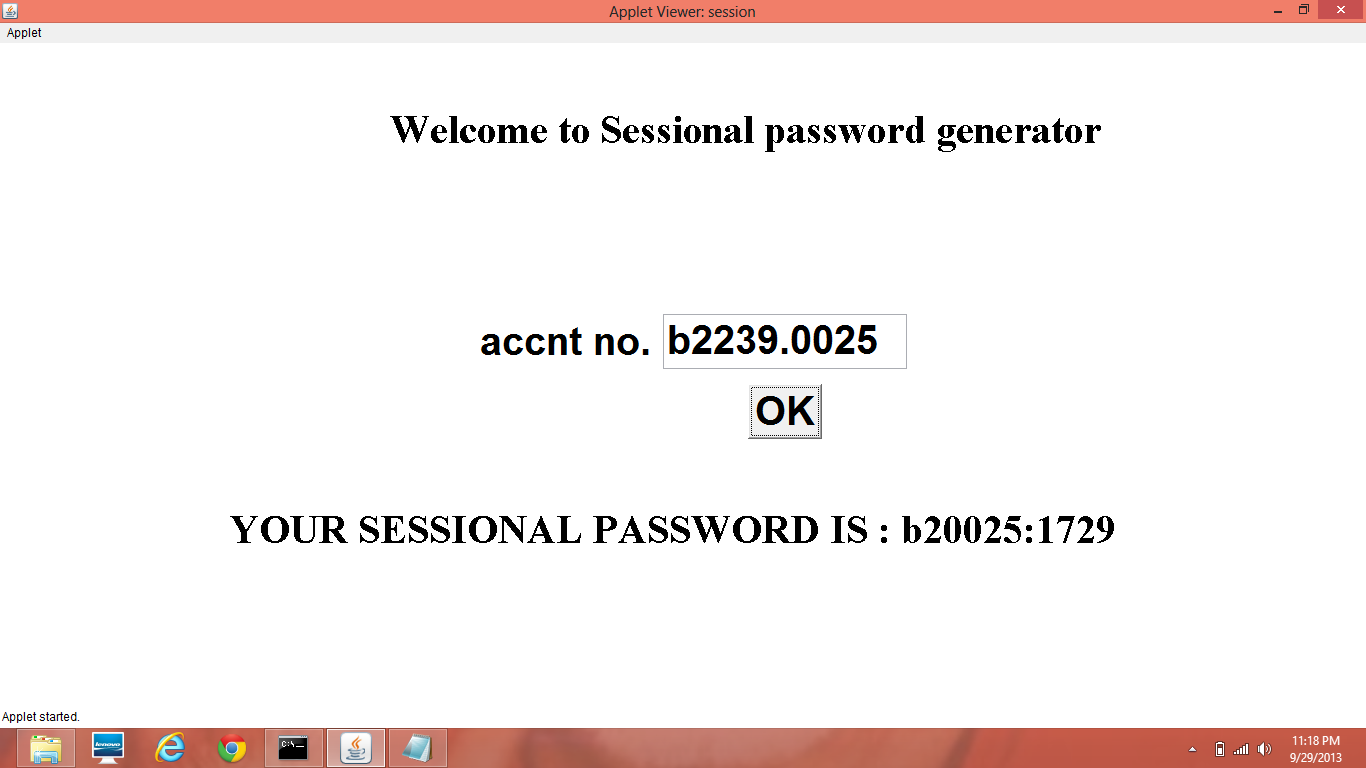 Applet Viewer: session
Applet
Welcome to Sessional password generator
accnt no. b2239.0025
OK
YOUR SESSIONAL PASSWORD IS : b20025:1729
Applet started.
lenovo
C:\._
11:18 PM
9/29/2013